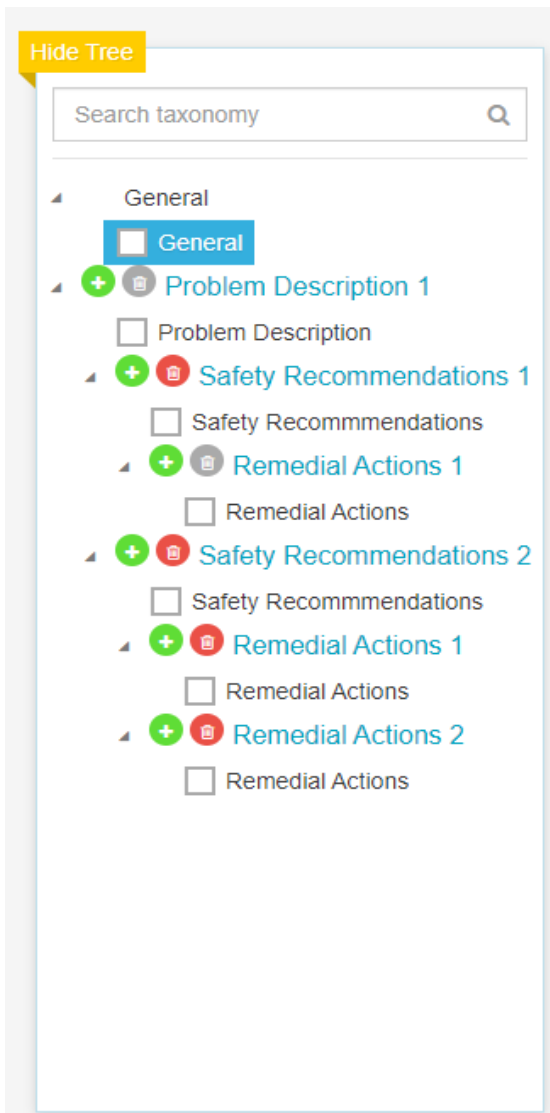 Hide Tree
Search taxonomy
General
General
Problem Description 1
Problem Description
Safety Recommendations 1
Safety Recommmendations
Remedial Actions 1
Remedial Actions
Safety Recommendations 2
Safety Recommmendations
Remedial Actions 1
Remedial Actions
Remedial Actions 2
Remedial Actions